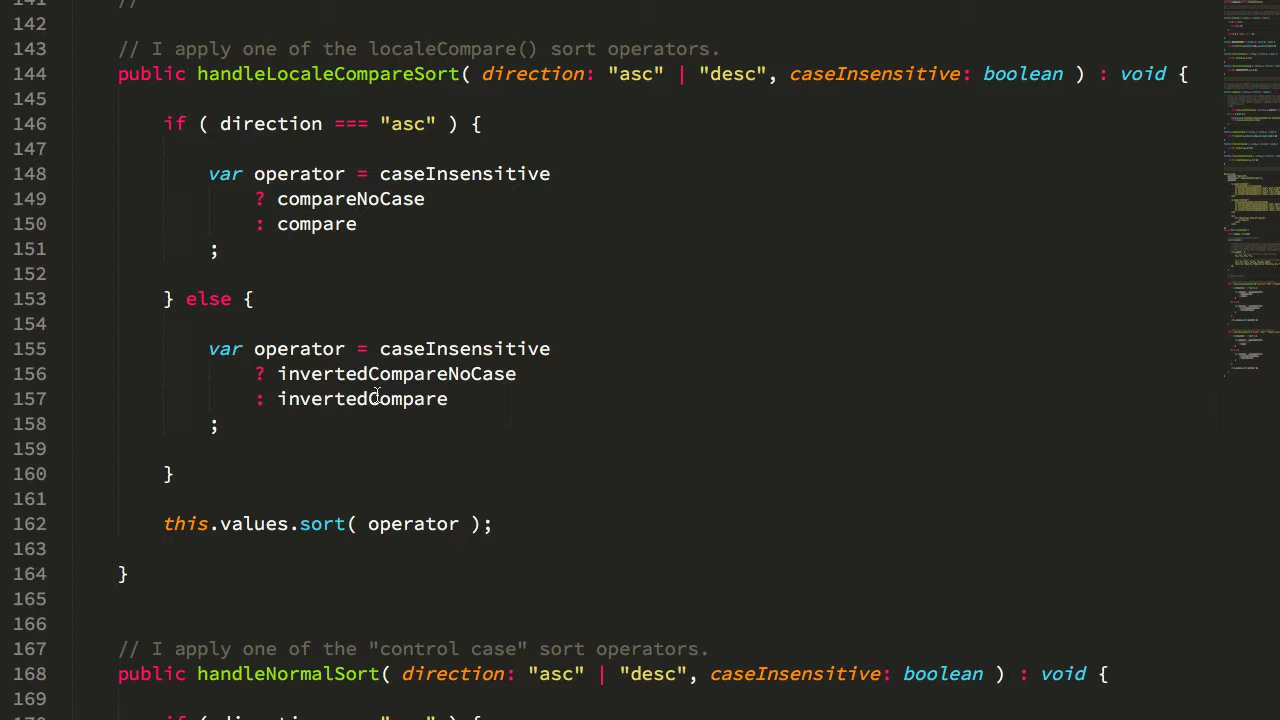 141 //
142
143 // I apply one of the localeCompare() sort operators.
144 public handleLocaleCompareSort( direction: "asc" | "desc", caseInsensitive: boolean ) : void {
145
146 if ( direction === "asc" ) {
147
148 var operator = caseInsensitive
149 ? compareNoCase
150 : compare
151 ;
152
153 } else {
154
155 var operator = caseInsensitive
156 ? invertedCompareNoCase
157 : invertedCompare
158 ;
159
160 }
161
162 this.values.sort( operator );
163
164 }
165
166
167 // I apply one of the "control case" sort operators.
168 public handleNormalSort( direction: "asc" | "desc", caseInsensitive: boolean ) : void {
169
170 if ( direction === "asc" ) {